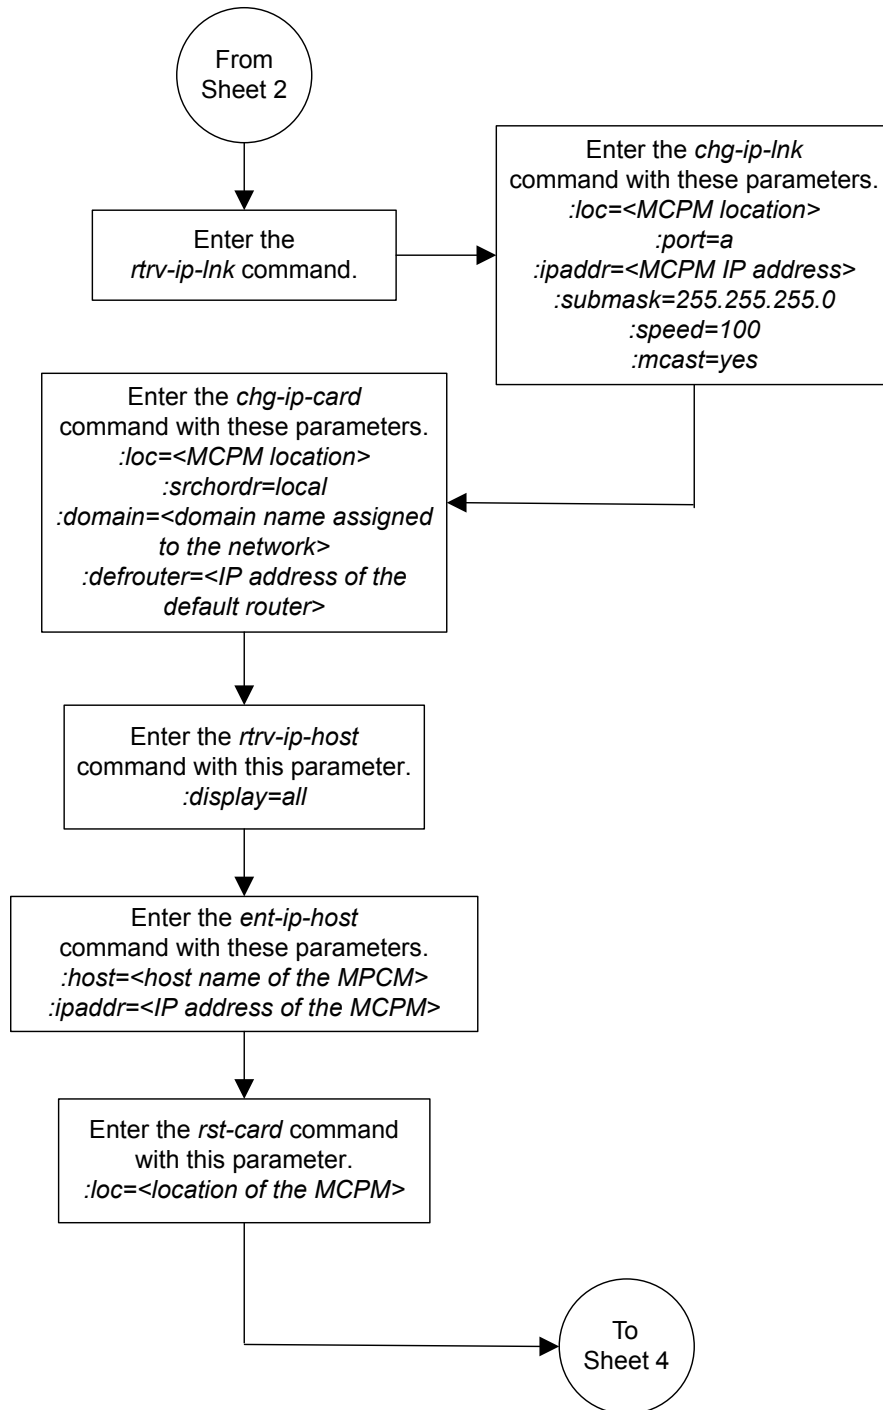 From
Sheet 2
Enter the
rtrv-ip-lnk command.
Enter the chg-ip-lnk
command with these parameters.
:loc=<MCPM location>
:port=a
:ipaddr=<MCPM IP address>
:submask=255.255.255.0
:speed=100
:mcast=yes
Enter the chg-ip-card
command with these parameters.
:loc=<MCPM location>
:srchordr=local
:domain=<domain name assigned
to the network>
:defrouter=<IP address of the
default router>
Enter the rtrv-ip-host
command with this parameter.
:display=all
Enter the ent-ip-host
command with these parameters.
:host=<host name of the MPCM>
:ipaddr=<IP address of the MCPM>
Enter the rst-card command
with this parameter.
:loc=<location of the MCPM>
To
Sheet 4